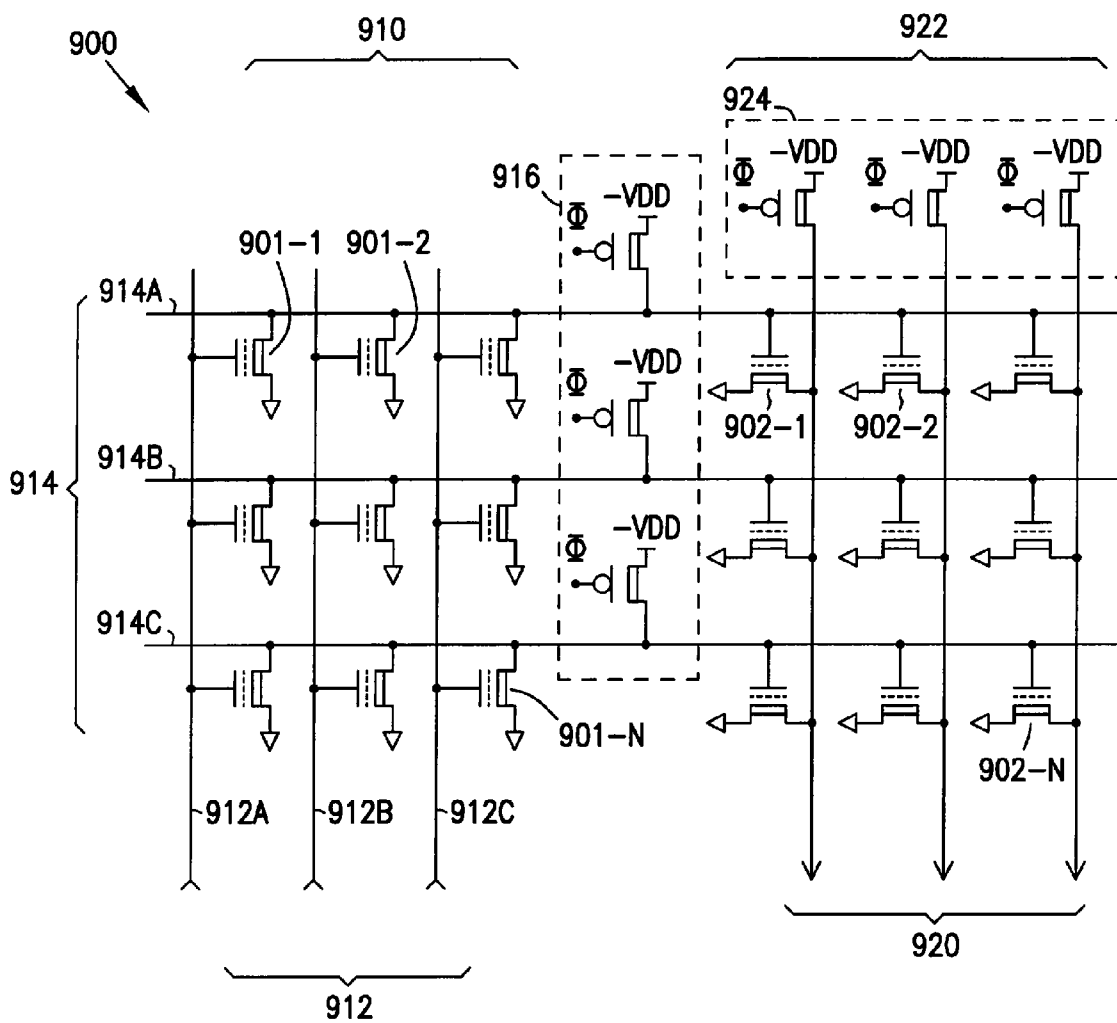 900
910
922
924
-VDD -VDD -VDD
Φ Φ Φ
916
-VDD
Φ
901-1 901-2
914A
-VDD
Φ
902-1 902-2
914
914B
-VDD
Φ
914C
901-N
902-N
912A 912B 912C
920
912